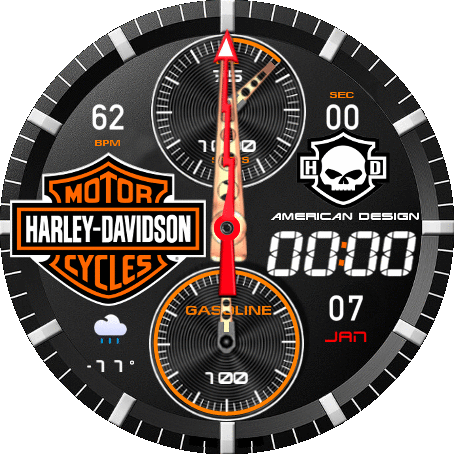 62
BPM
SEC
00
H D
AMERICAN DESIGN
MOTOR
HARLEY-DAVIDSON
CYCLES
00:00
07
JAN
GASOLINE
100
-11°